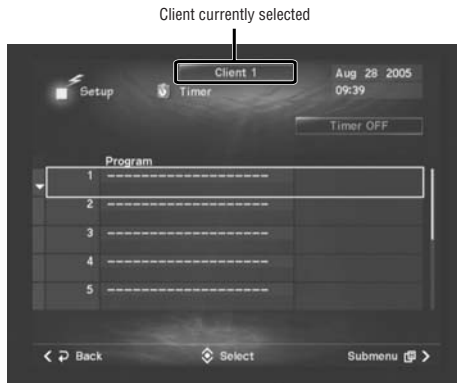 Client currently selected
Client 1
Aug 28 2005
Setup
Timer
09:39
Timer OFF
Program
1 --------------------
2 --------------------
3 --------------------
4 --------------------
5 --------------------
Back
Select
Submenu